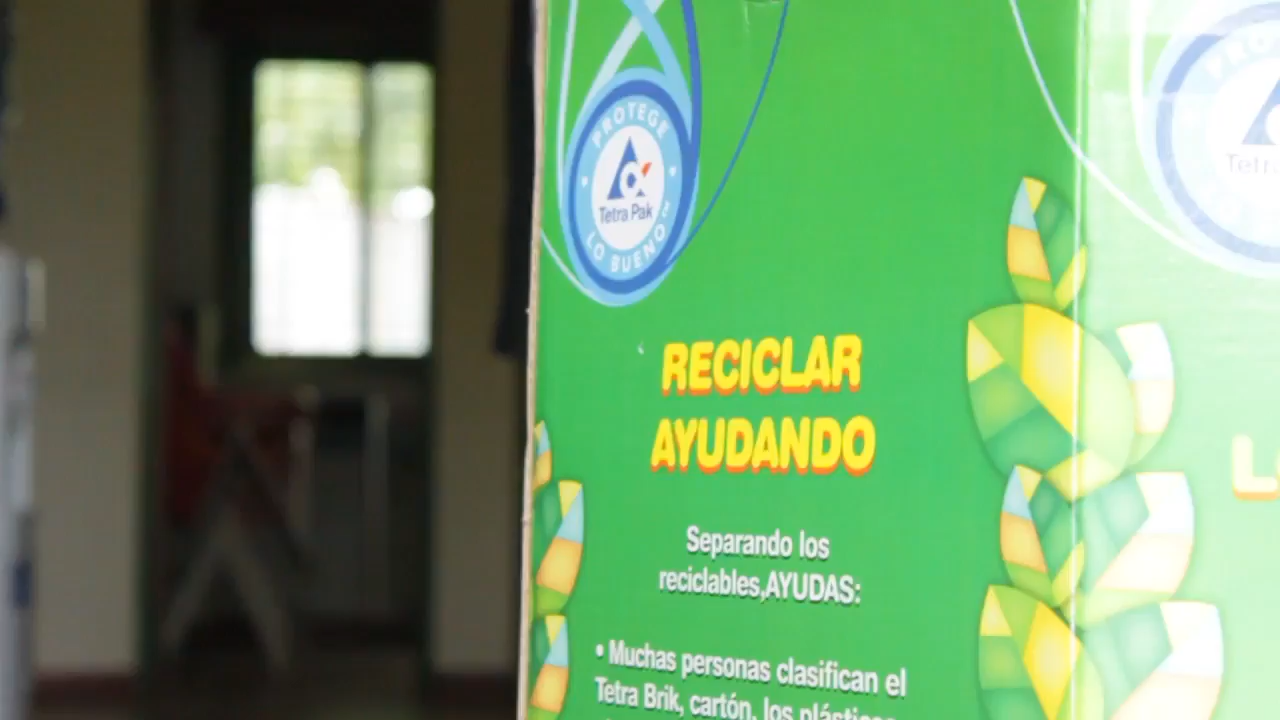 PROTEGE
Tetra Pak
LO BUENO
RECICLAR
AYUDANDO
Separando los
reciclables,AYUDAS:
• Muchas personas clasifican el
Tetra Brik, cartón, los plásticos